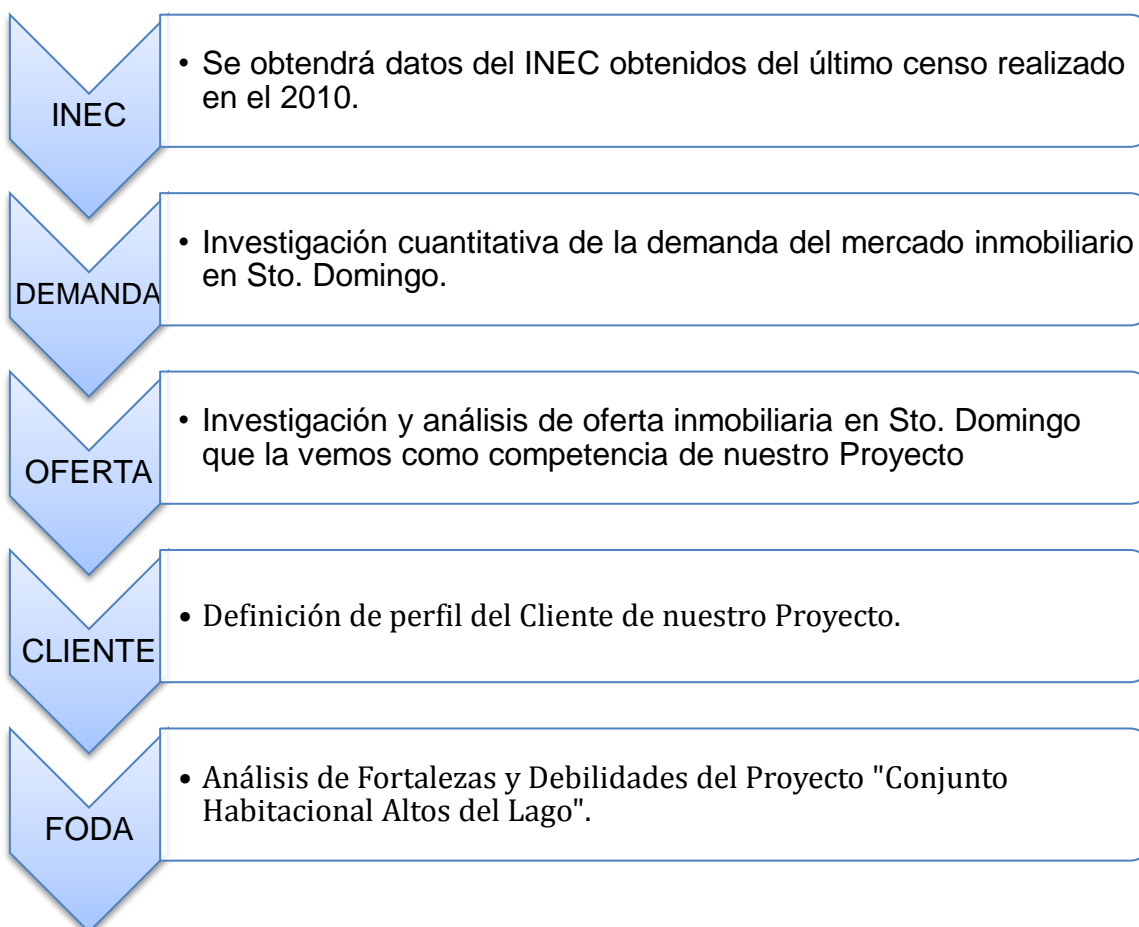 INEC
• Se obtendrá datos del INEC obtenidos del último censo realizado
en el 2010.
DEMANDA
• Investigación cuantitativa de la demanda del mercado inmobiliario
en Sto. Domingo.
OFERTA
• Investigación y análisis de oferta inmobiliaria en Sto. Domingo
que la vemos como competencia de nuestro Proyecto
CLIENTE
• Definición de perfil del Cliente de nuestro Proyecto.
FODA
• Análisis de Fortalezas y Debilidades del Proyecto "Conjunto
Habitacional Altos del Lago".